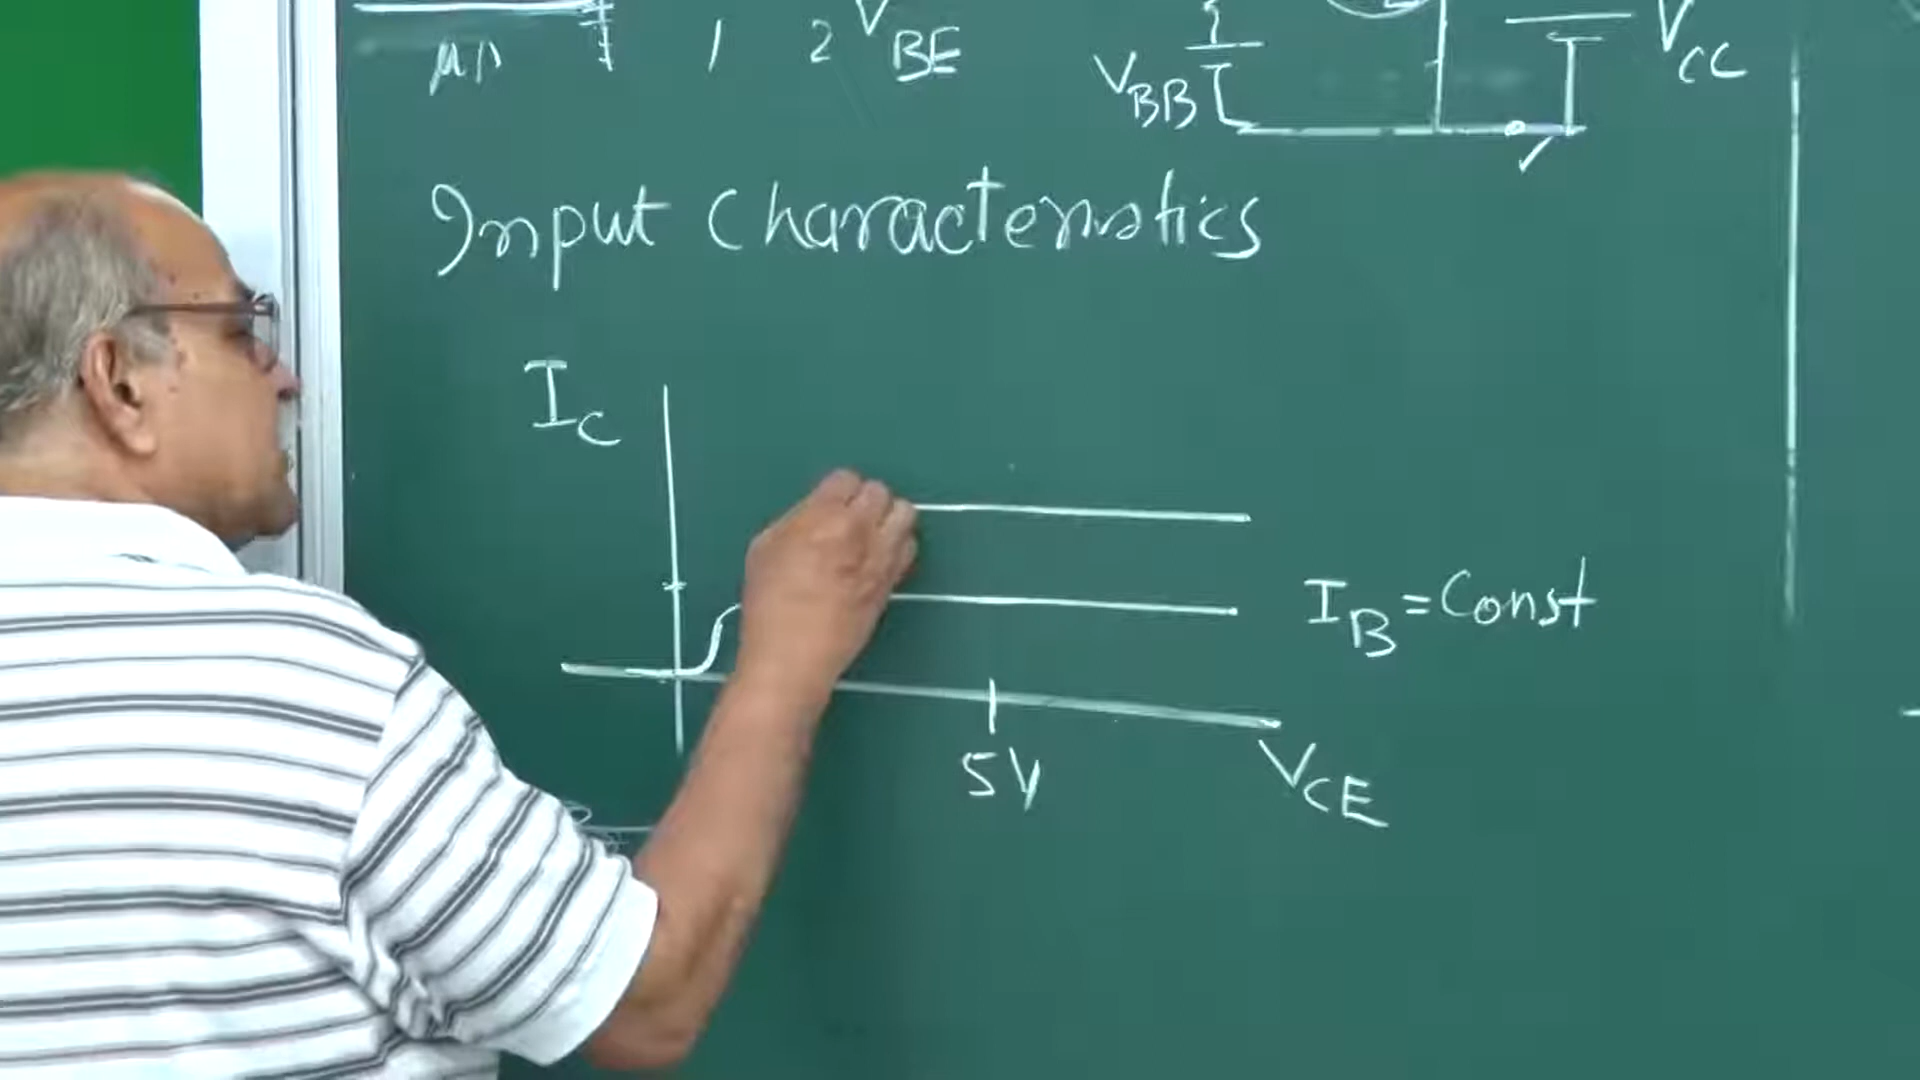 μA 1 2 VBE
VBB VCC
Input Characteristics
IC
IB = Const
5V
VCE